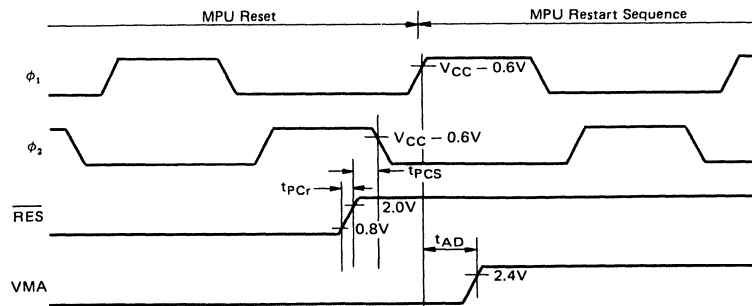 MPU Reset
MPU Restart Sequence
ϕ1
VCC − 0.6V
ϕ2
VCC − 0.6V
tPCS
tPCr
RES
2.0V
0.8V
tAD
VMA
2.4V